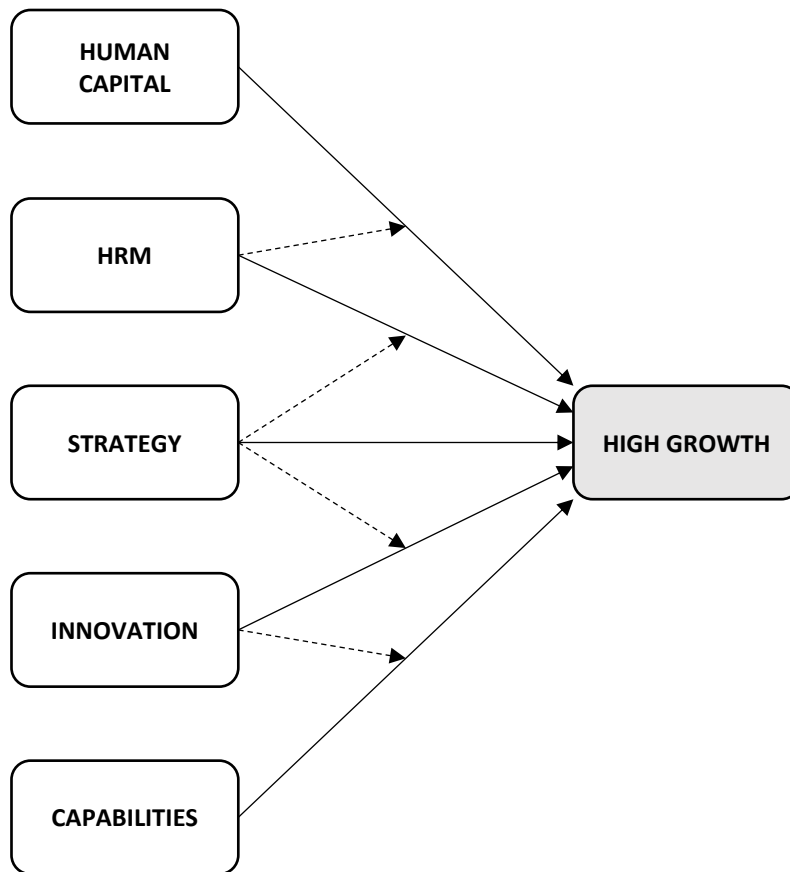 HUMAN
CAPITAL
HRM
STRATEGY
HIGH GROWTH
INNOVATION
CAPABILITIES